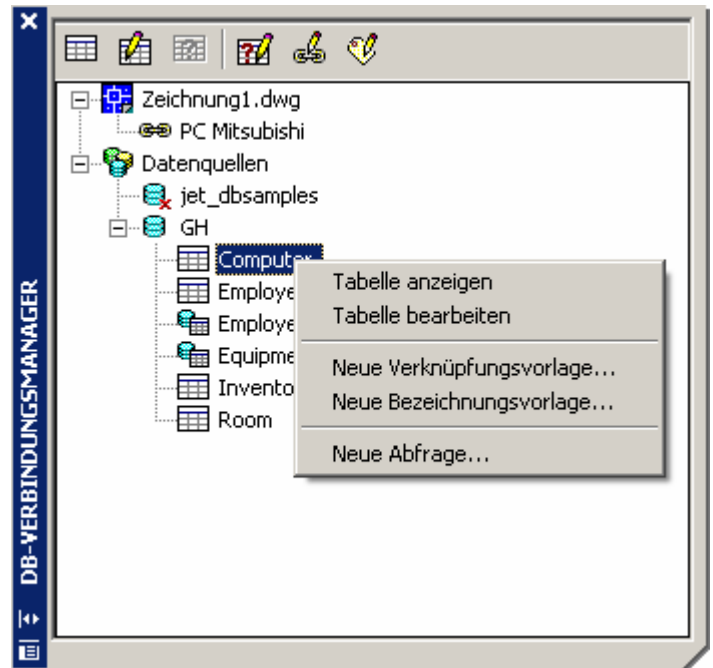 Zeichnung1.dwg
PC Mitsubishi
Datenquellen
jet_dbsamples
GH
Computer
Employe
Employe
Equipme
Invento
Room
Tabelle anzeigen
Tabelle bearbeiten
Neue Verknüpfungsvorlage...
Neue Bezeichnungsvorlage...
Neue Abfrage...
DB-VERBINDUNGSMANAGER